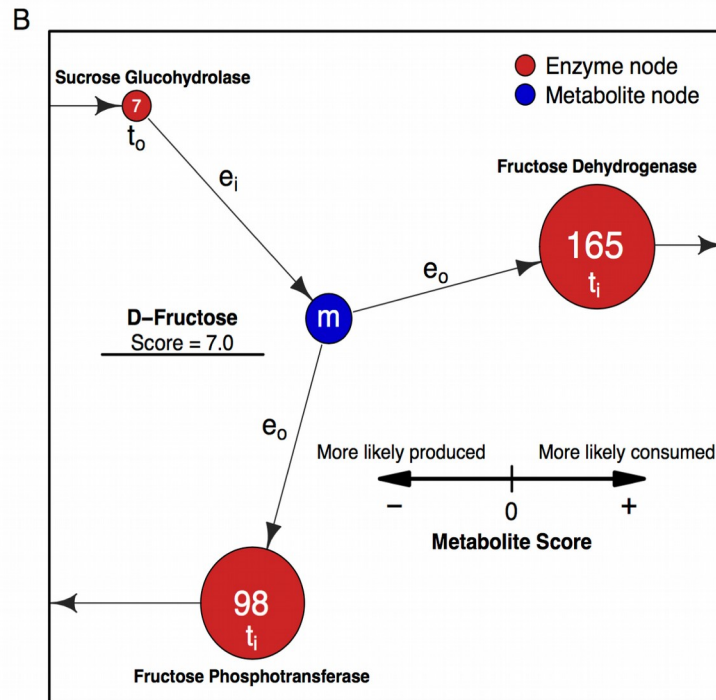 B
Sucrose Glucohydrolase
7
to
ei
Enzyme node
Metabolite node
Fructose Dehydrogenase
165
ti
eo
m
D–Fructose
Score = 7.0
eo
More likely produced
More likely consumed
–
0
+
Metabolite Score
98
ti
Fructose Phosphotransferase